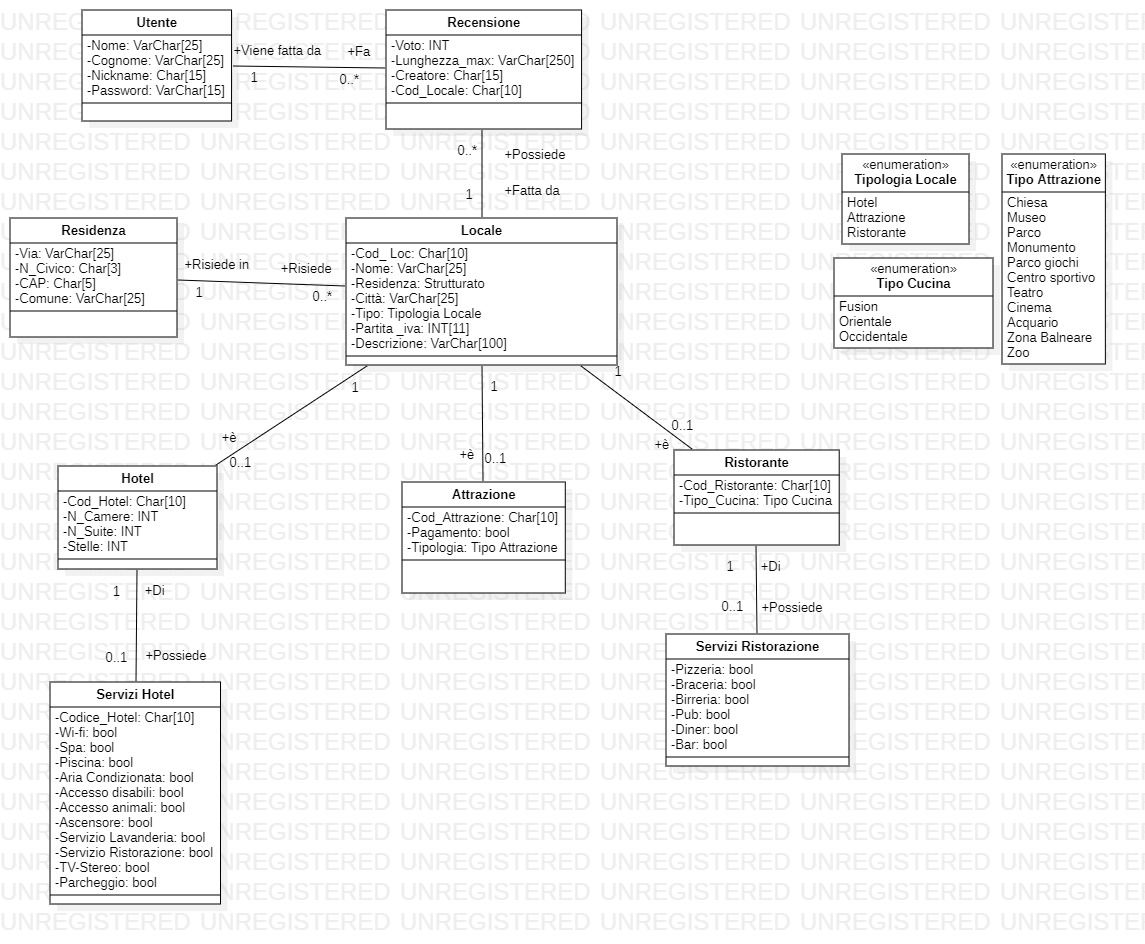 Utente
-Nome: VarChar[25]
-Cognome: VarChar[25]
-Nickname: Char[15]
-Password: VarChar[15]
+Viene fatta da
+Fa
1
0..*
Recensione
-Voto: INT
-Lunghezza_max: VarChar[250]
-Creatore: Char[15]
-Cod_Locale: Char[10]
0..*
+Possiede
1
+Fatta da
Residenza
-Via: VarChar[25]
-N_Civico: Char[3]
-CAP: Char[5]
-Comune: VarChar[25]
+Risiede in
+Risiede
1
0..*
Locale
-Cod_ Loc: Char[10]
-Nome: VarChar[25]
-Residenza: Strutturato
-Città: VarChar[25]
-Tipo: Tipologia Locale
-Partita _iva: INT[11]
-Descrizione: VarChar[100]
«enumeration»
Tipologia Locale
Hotel
Attrazione
Ristorante
«enumeration»
Tipo Cucina
Fusion
Orientale
Occidentale
«enumeration»
Tipo Attrazione
Chiesa
Museo
Parco
Monumento
Parco giochi
Centro sportivo
Teatro
Cinema
Acquario
Zona Balneare
Zoo
1
+è
0..1
1
+è
0..1
1
0..1
+è
Hotel
-Cod_Hotel: Char[10]
-N_Camere: INT
-N_Suite: INT
-Stelle: INT
Attrazione
-Cod_Attrazione: Char[10]
-Pagamento: bool
-Tipologia: Tipo Attrazione
Ristorante
-Cod_Ristorante: Char[10]
-Tipo_Cucina: Tipo Cucina
1
+Di
0..1
+Possiede
1
+Di
0..1
+Possiede
Servizi Hotel
-Codice_Hotel: Char[10]
-Wi-fi: bool
-Spa: bool
-Piscina: bool
-Aria Condizionata: bool
-Accesso disabili: bool
-Accesso animali: bool
-Ascensore: bool
-Servizio Lavanderia: bool
-Servizio Ristorazione: bool
-TV-Stereo: bool
-Parcheggio: bool
Servizi Ristorazione
-Pizzeria: bool
-Braceria: bool
-Birreria: bool
-Pub: bool
-Diner: bool
-Bar: bool
UNREGISTERED